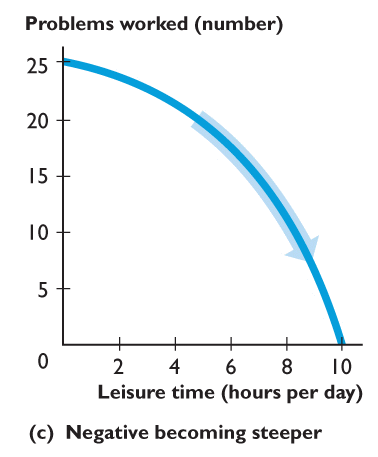 Problems worked (number)
25
20
15
10
5
0
2 4 6 8 10
Leisure time (hours per day)
(c) Negative becoming steeper